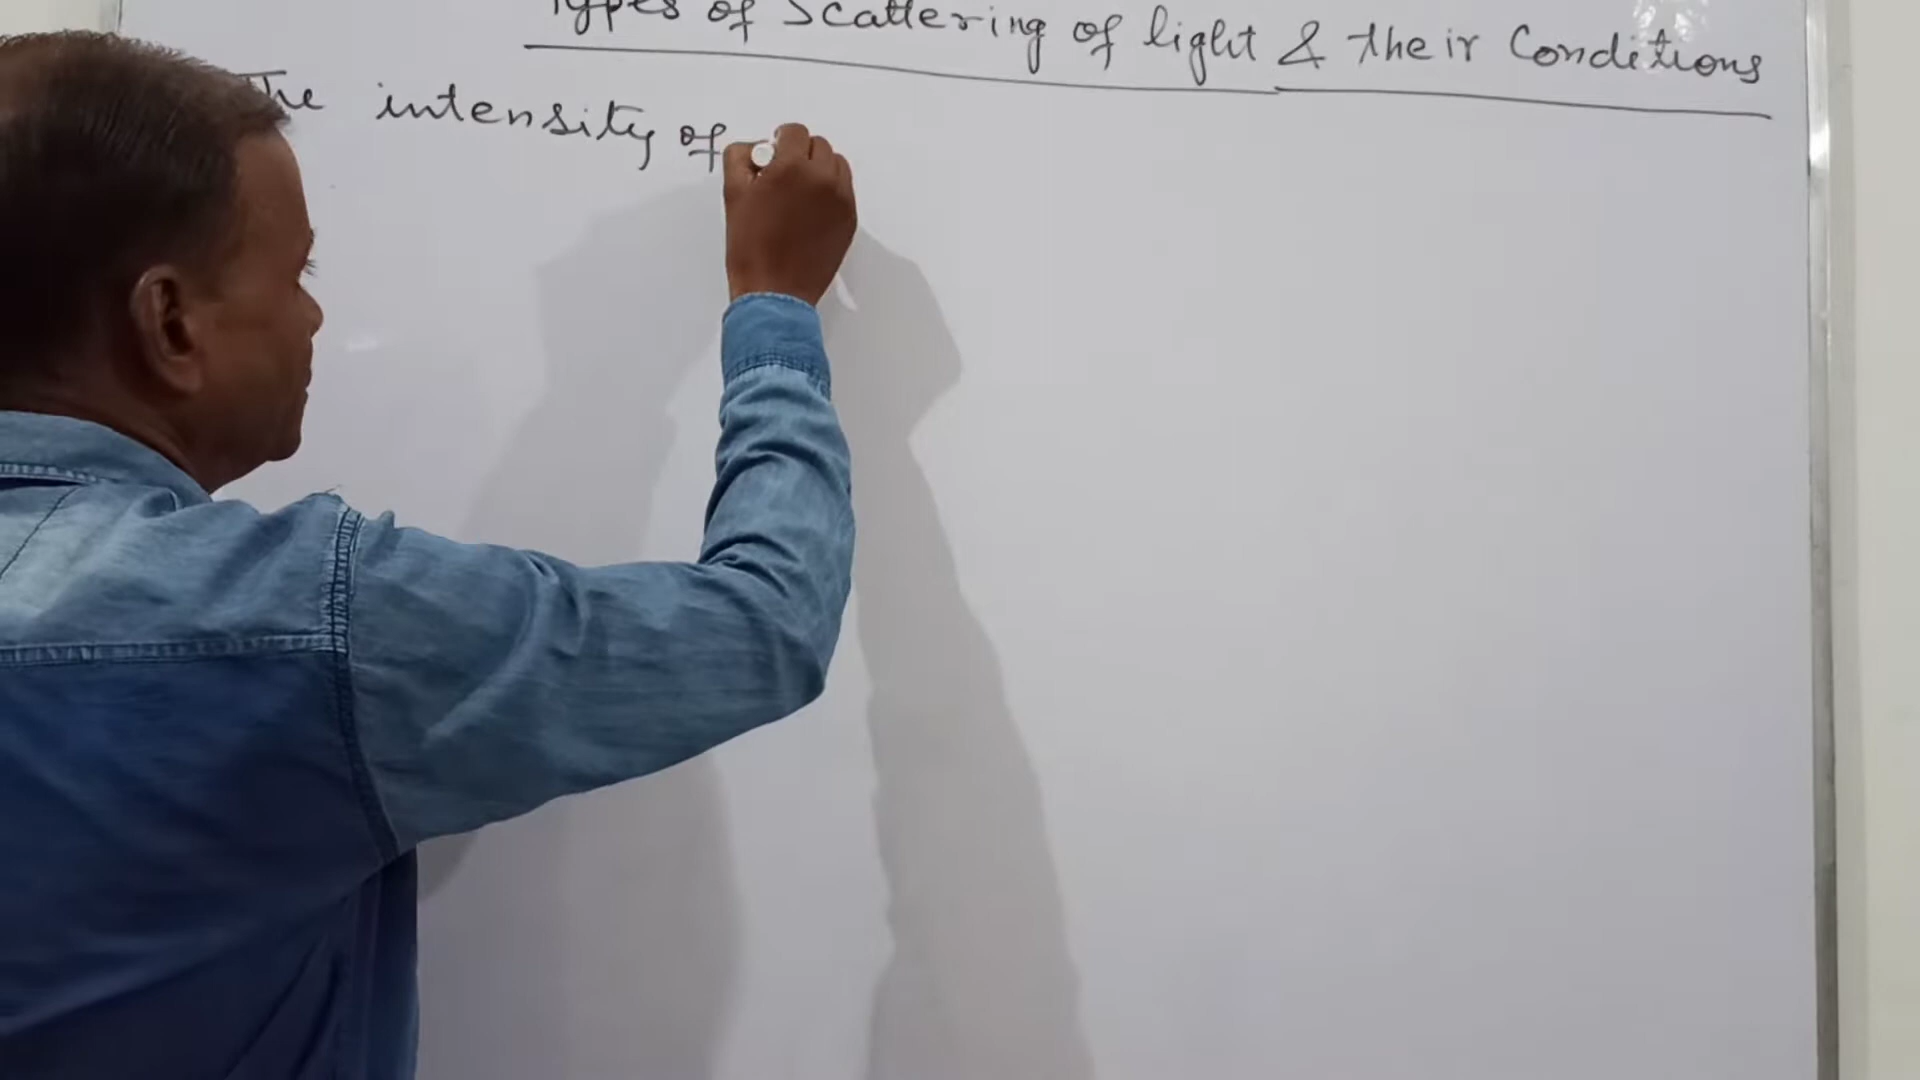 Types of Scattering of light & their Conditions
The intensity of